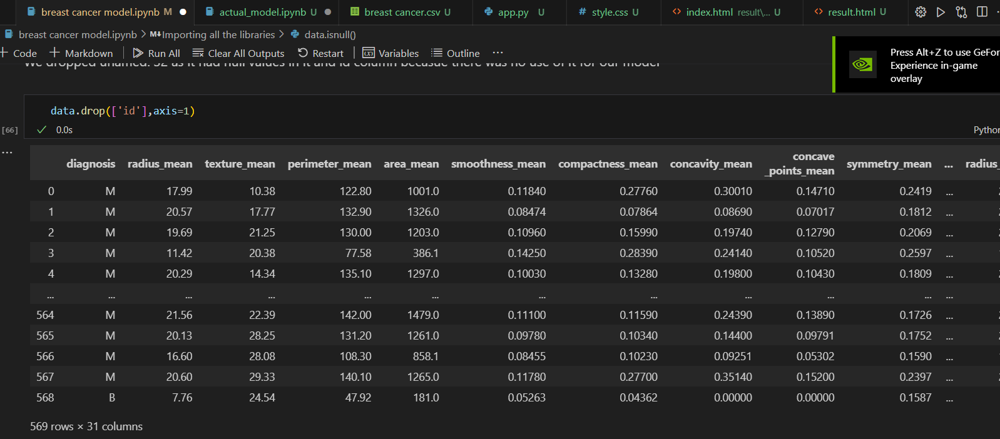 breast cancer model.ipynb M actual_model.ipynb U breast cancer.csv U app.py U # style.css U <> index.html result\... U <> result.html U
breast cancer model.ipynb > M↓Importing all the libraries > data.isnull()
+ Code + Markdown Run All Clear All Outputs Restart Variables Outline ...
Press Alt+Z to use GeFor
Experience in-game
overlay
We dropped unamed: 32 as it had null values in it and id column becasue there was no use of it for our model
data.drop(['id'],axis=1)
[66] 0.0s Python
...
diagnosis radius_mean texture_mean perimeter_mean area_mean smoothness_mean compactness_mean concavity_mean concave _points_mean symmetry_mean ... radius_
0 M 17.99 10.38 122.80 1001.0 0.11840 0.27760 0.30010 0.14710 0.2419 ...
1 M 20.57 17.77 132.90 1326.0 0.08474 0.07864 0.08690 0.07017 0.1812 ...
2 M 19.69 21.25 130.00 1203.0 0.10960 0.15990 0.19740 0.12790 0.2069 ...
3 M 11.42 20.38 77.58 386.1 0.14250 0.28390 0.24140 0.10520 0.2597 ...
4 M 20.29 14.34 135.10 1297.0 0.10030 0.13280 0.19800 0.10430 0.1809 ...
... ... ... ... ... ... ... ... ... ... ... ...
564 M 21.56 22.39 142.00 1479.0 0.11100 0.11590 0.24390 0.13890 0.1726 ...
565 M 20.13 28.25 131.20 1261.0 0.09780 0.10340 0.14400 0.09791 0.1752 ...
566 M 16.60 28.08 108.30 858.1 0.08455 0.10230 0.09251 0.05302 0.1590 ...
567 M 20.60 29.33 140.10 1265.0 0.11780 0.27700 0.35140 0.15200 0.2397 ...
568 B 7.76 24.54 47.92 181.0 0.05263 0.04362 0.00000 0.00000 0.1587 ...
569 rows × 31 columns